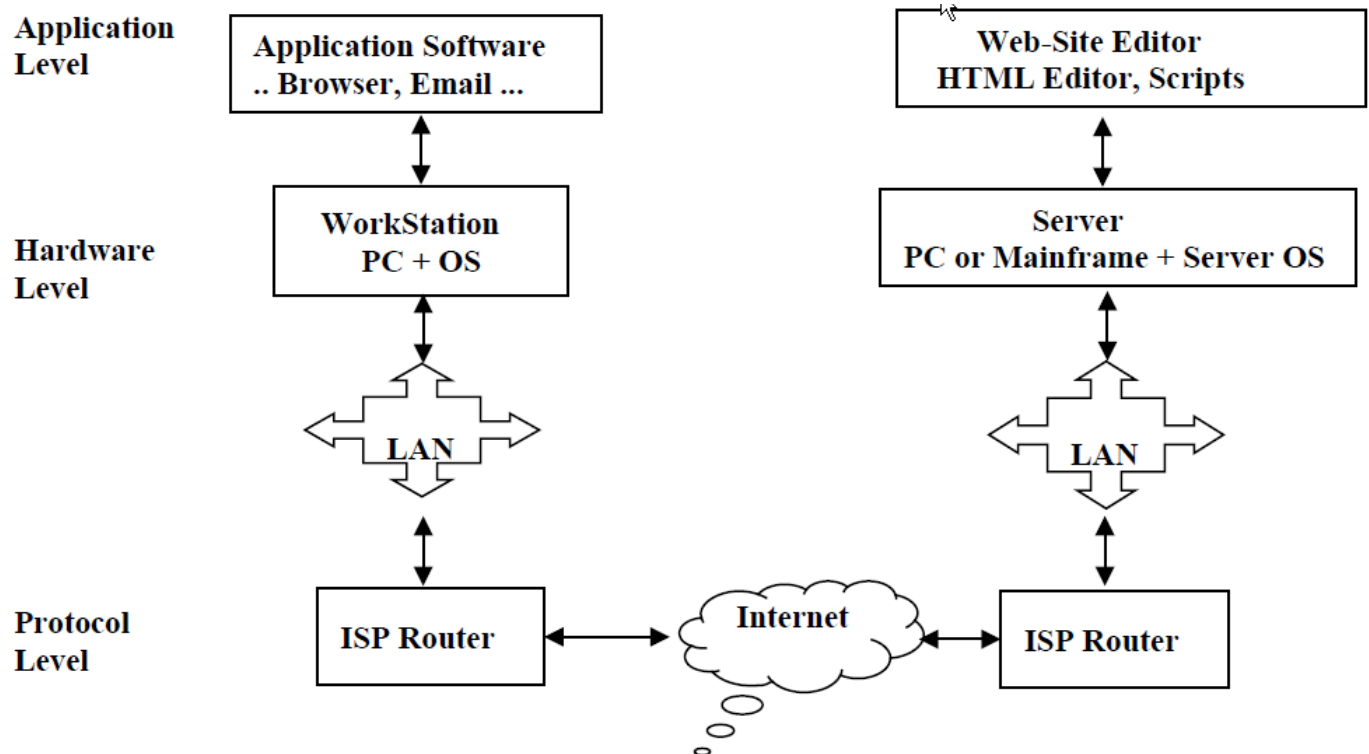 Application
Level
Application Software
.. Browser, Email ...
Web-Site Editor
HTML Editor, Scripts
Hardware
Level
WorkStation
PC + OS
Server
PC or Mainframe + Server OS
LAN
LAN
Protocol
Level
ISP Router
Internet
ISP Router